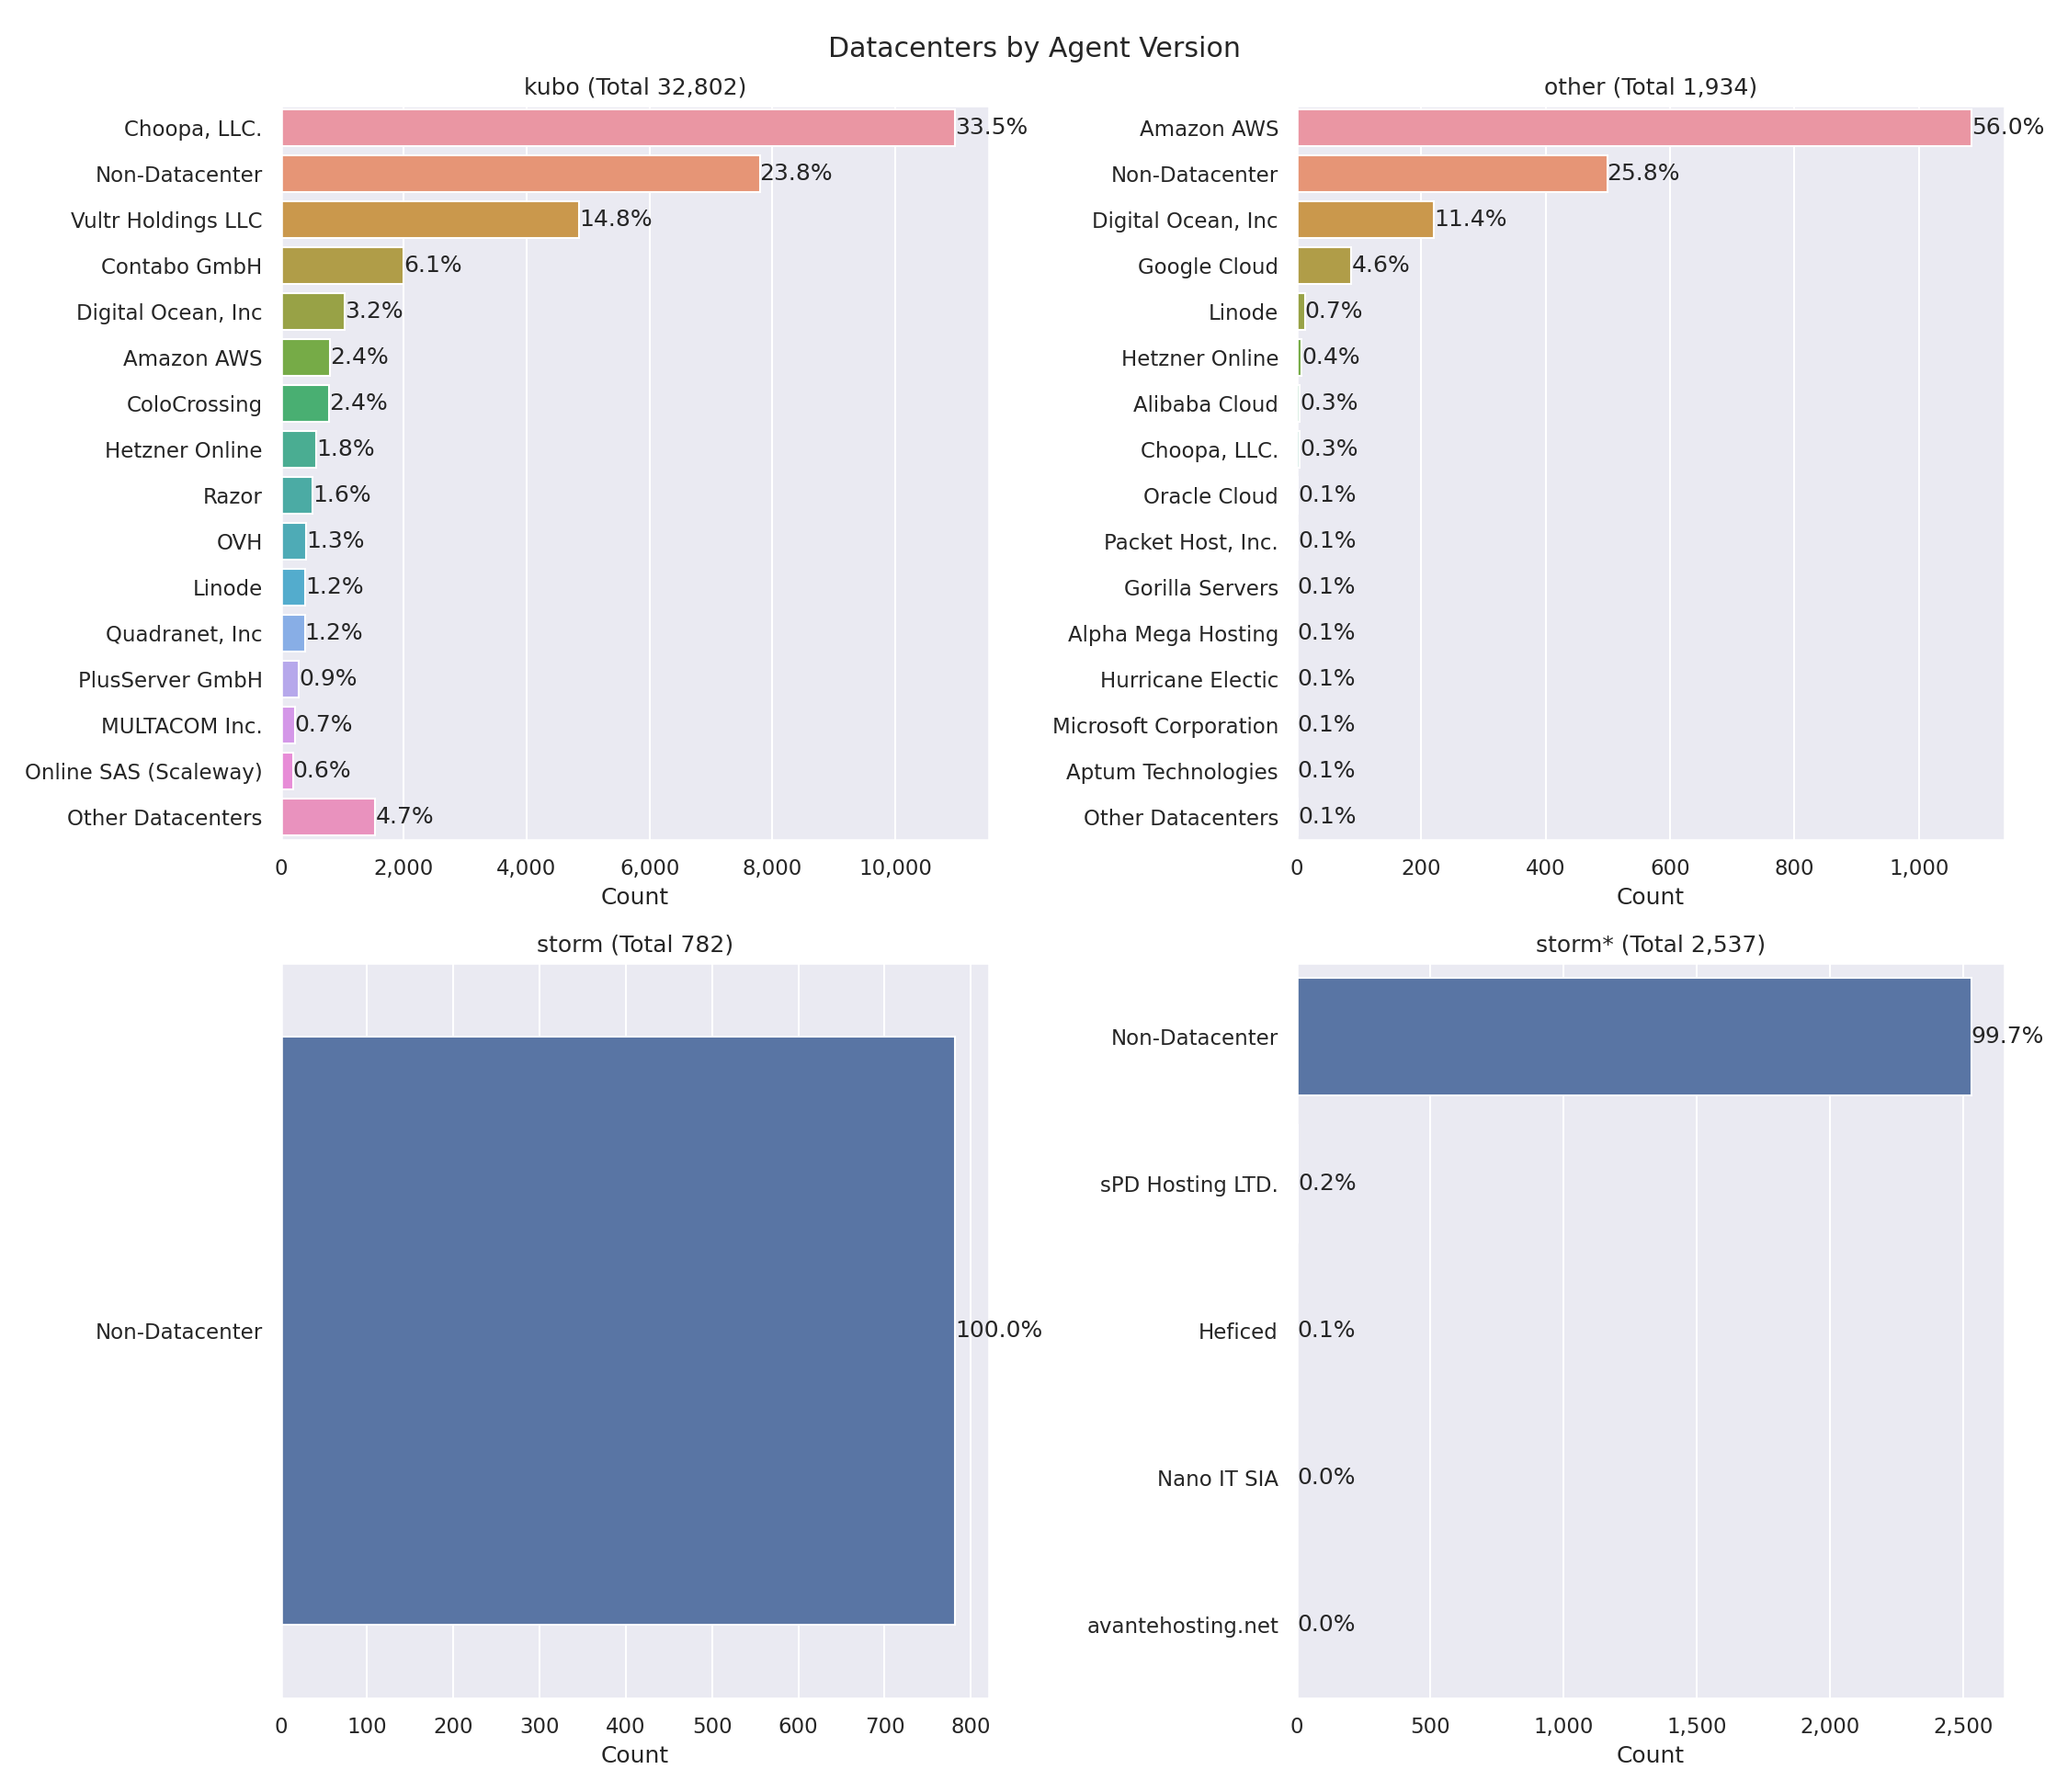 Datacenters by Agent Version
kubo (Total 32,802)
Choopa, LLC. 33.5%
Non-Datacenter 23.8%
Vultr Holdings LLC 14.8%
Contabo GmbH 6.1%
Digital Ocean, Inc 3.2%
Amazon AWS 2.4%
ColoCrossing 2.4%
Hetzner Online 1.8%
Razor 1.6%
OVH 1.3%
Linode 1.2%
Quadranet, Inc 1.2%
PlusServer GmbH 0.9%
MULTACOM Inc. 0.7%
Online SAS (Scaleway) 0.6%
Other Datacenters 4.7%
0 2,000 4,000 6,000 8,000 10,000
Count
other (Total 1,934)
Amazon AWS 56.0%
Non-Datacenter 25.8%
Digital Ocean, Inc 11.4%
Google Cloud 4.6%
Linode 0.7%
Hetzner Online 0.4%
Alibaba Cloud 0.3%
Choopa, LLC. 0.3%
Oracle Cloud 0.1%
Packet Host, Inc. 0.1%
Gorilla Servers 0.1%
Alpha Mega Hosting 0.1%
Hurricane Electic 0.1%
Microsoft Corporation 0.1%
Aptum Technologies 0.1%
Other Datacenters 0.1%
0 200 400 600 800 1,000
Count
storm (Total 782)
Non-Datacenter 100.0%
0 100 200 300 400 500 600 700 800
Count
storm* (Total 2,537)
Non-Datacenter 99.7%
sPD Hosting LTD. 0.2%
Heficed 0.1%
Nano IT SIA 0.0%
avantehosting.net 0.0%
0 500 1,000 1,500 2,000 2,500
Count